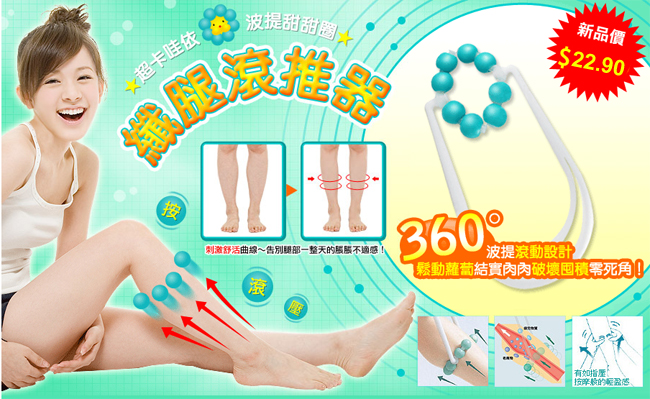 超卡哇依
波提甜甜圈
纖腿滾推器
新品價
$22.90
按
滾
壓
刺激舒活曲線～告別腿部一整天的脹脹不適感！
360°
波提滾動設計
鬆動蘿蔔結實肉肉破壞囤積零死角！
有如指壓
按摩般的輕盈感